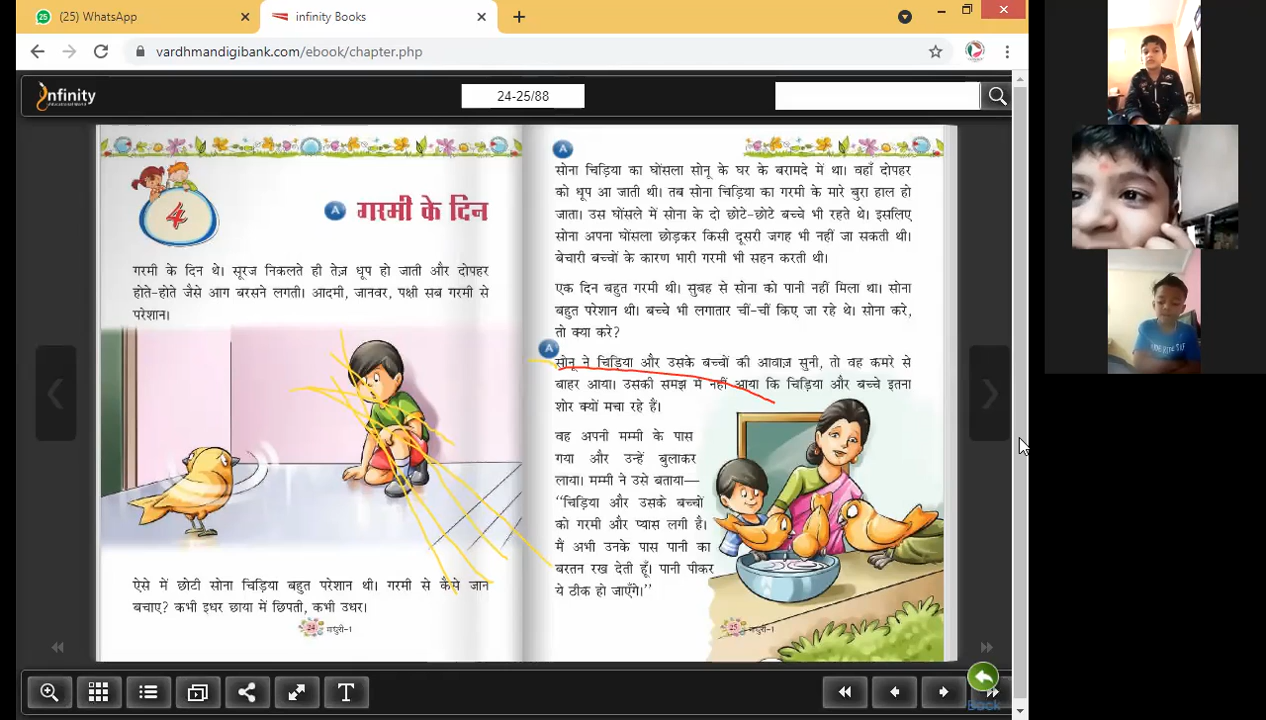 (25) WhatsApp
infinity Books
vardhmandigibank.com/ebook/chapter.php
infinity
24-25/88
4
A गरमी के दिन
गरमी के दिन थे। सूरज निकलते ही तेज़ धूप हो जाती और दोपहर
होते-होते जैसे आग बरसने लगती। आदमी, जानवर, पक्षी सब गरमी से
परेशान।
ऐसे में छोटी सोना चिड़िया बहुत परेशान थी। गरमी से कैसे जान
बचाए? कभी इधर छाया में छिपती, कभी उधर।
24 माधुरी-1
A
सोना चिड़िया का घोंसला सोनू के घर के बरामदे में था। वहाँ दोपहर
को धूप आ जाती थी। तब सोना चिड़िया का गरमी के मारे बुरा हाल हो
जाता। उस घोंसले में सोना के दो छोटे-छोटे बच्चे भी रहते थे। इसलिए
सोना अपना घोंसला छोड़कर किसी दूसरी जगह भी नहीं जा सकती थी।
बेचारी बच्चों के कारण भारी गरमी भी सहन करती थी।
एक दिन बहुत गरमी थी। सुबह से सोना को पानी नहीं मिला था। सोना
बहुत परेशान थी। बच्चे भी लगातार चीं-चीं किए जा रहे थे। सोना करे,
तो क्या करे?
A
सोनू ने चिड़िया और उसके बच्चों की आवाज़ सुनी, तो वह कमरे से
बाहर आया। उसकी समझ में नहीं आया कि चिड़िया और बच्चे इतना
शोर क्यों मचा रहे हैं।
वह अपनी मम्मी के पास
गया और उन्हें बुलाकर
लाया। मम्मी ने उसे बताया—
“चिड़िया और उसके बच्चों
को गरमी और प्यास लगी है।
मैं अभी उनके पास पानी का
बरतन रख देती हूँ। पानी पीकर
ये ठीक हो जाएँगे।”
25 माधुरी-1
T
Book